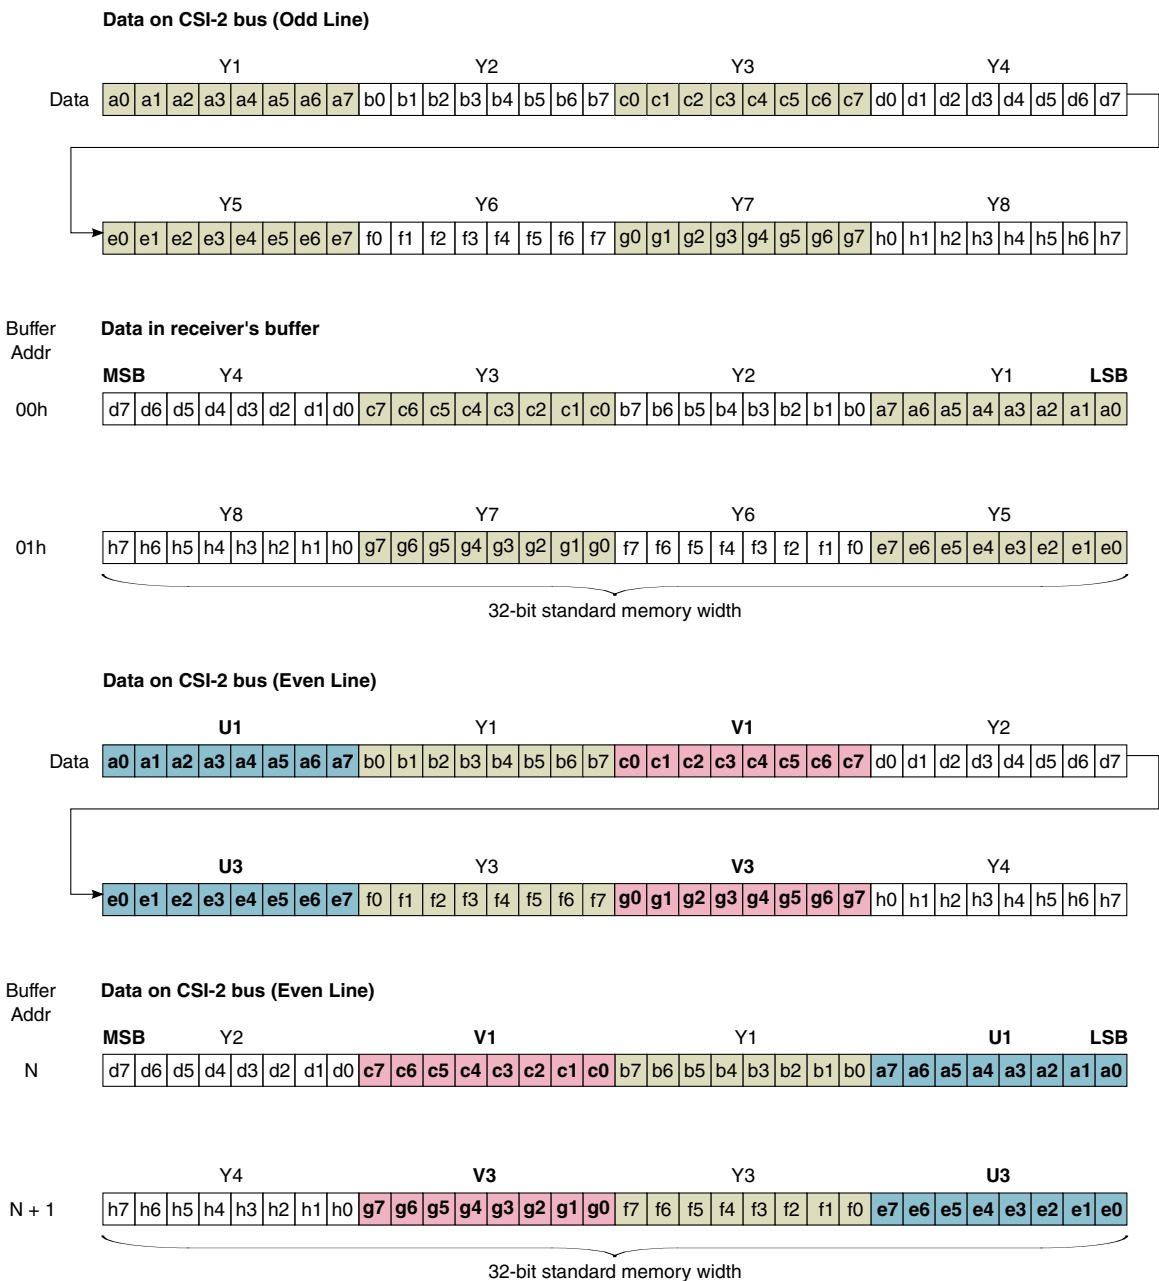 Data on CSI-2 bus (Odd Line)
Y1 Y2 Y3 Y4
Data a0 a1 a2 a3 a4 a5 a6 a7 b0 b1 b2 b3 b4 b5 b6 b7 c0 c1 c2 c3 c4 c5 c6 c7 d0 d1 d2 d3 d4 d5 d6 d7
Y5 Y6 Y7 Y8
e0 e1 e2 e3 e4 e5 e6 e7 f0 f1 f2 f3 f4 f5 f6 f7 g0 g1 g2 g3 g4 g5 g6 g7 h0 h1 h2 h3 h4 h5 h6 h7
Buffer Addr
Data in receiver's buffer
MSB Y4 Y3 Y2 Y1 LSB
00h d7 d6 d5 d4 d3 d2 d1 d0 c7 c6 c5 c4 c3 c2 c1 c0 b7 b6 b5 b4 b3 b2 b1 b0 a7 a6 a5 a4 a3 a2 a1 a0
Y8 Y7 Y6 Y5
01h h7 h6 h5 h4 h3 h2 h1 h0 g7 g6 g5 g4 g3 g2 g1 g0 f7 f6 f5 f4 f3 f2 f1 f0 e7 e6 e5 e4 e3 e2 e1 e0
32-bit standard memory width
Data on CSI-2 bus (Even Line)
U1 Y1 V1 Y2
Data a0 a1 a2 a3 a4 a5 a6 a7 b0 b1 b2 b3 b4 b5 b6 b7 c0 c1 c2 c3 c4 c5 c6 c7 d0 d1 d2 d3 d4 d5 d6 d7
U3 Y3 V3 Y4
e0 e1 e2 e3 e4 e5 e6 e7 f0 f1 f2 f3 f4 f5 f6 f7 g0 g1 g2 g3 g4 g5 g6 g7 h0 h1 h2 h3 h4 h5 h6 h7
Buffer Addr
Data on CSI-2 bus (Even Line)
MSB Y2 V1 Y1 U1 LSB
N d7 d6 d5 d4 d3 d2 d1 d0 c7 c6 c5 c4 c3 c2 c1 c0 b7 b6 b5 b4 b3 b2 b1 b0 a7 a6 a5 a4 a3 a2 a1 a0
Y4 V3 Y3 U3
N + 1 h7 h6 h5 h4 h3 h2 h1 h0 g7 g6 g5 g4 g3 g2 g1 g0 f7 f6 f5 f4 f3 f2 f1 f0 e7 e6 e5 e4 e3 e2 e1 e0
32-bit standard memory width